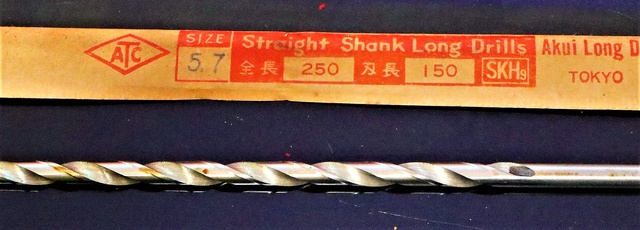 ATC
SIZE
5.7
Straight Shank Long Drills
全長 250 刃長 150 SKH9
Akui Long D
TOKYO